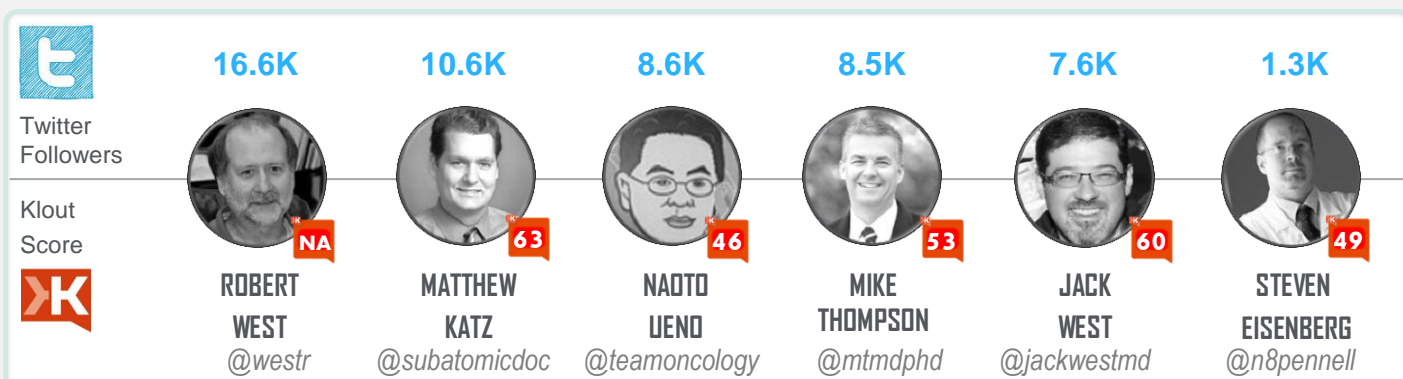 16.6K 10.6K 8.6K 8.5K 7.6K 1.3K
Twitter
Followers
Klout
Score
NA 63 46 53 60 49
K
ROBERT MATTHEW NAOTO MIKE JACK STEVEN
WEST KATZ UENO THOMPSON WEST EISENBERG
@westr @subatomicdoc @teamoncology @mtmdphd @jackwestmd @n8pennell